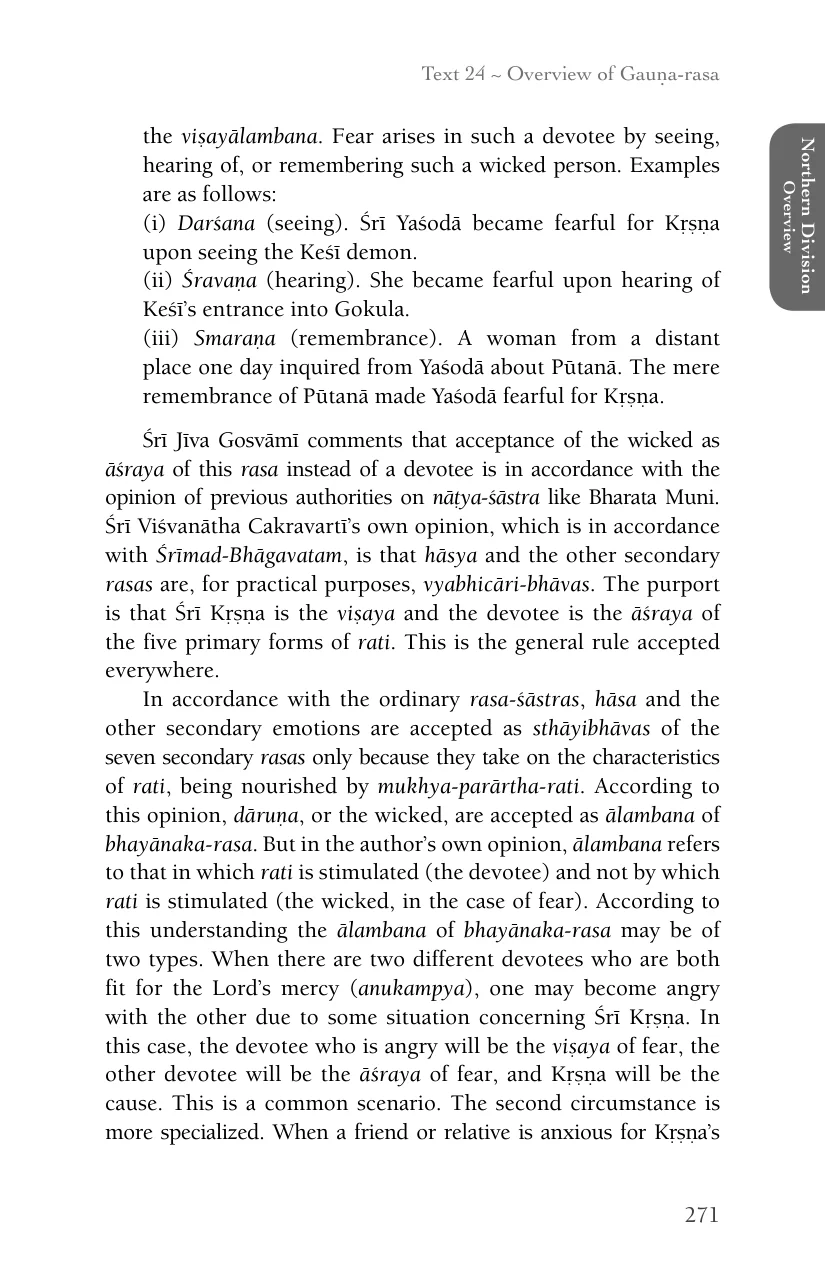 Text 24 ~ Overview of Gauṇa-rasa
Northern Division
Overview
the viṣayālambana. Fear arises in such a devotee by seeing,
hearing of, or remembering such a wicked person. Examples
are as follows:
(i) Darśana (seeing). Śrī Yaśodā became fearful for Kṛṣṇa
upon seeing the Keśī demon.
(ii) Śravaṇa (hearing). She became fearful upon hearing of
Keśī’s entrance into Gokula.
(iii) Smaraṇa (remembrance). A woman from a distant
place one day inquired from Yaśodā about Pūtanā. The mere
remembrance of Pūtanā made Yaśodā fearful for Kṛṣṇa.
Śrī Jīva Gosvāmī comments that acceptance of the wicked as
āśraya of this rasa instead of a devotee is in accordance with the
opinion of previous authorities on nāṭya-śāstra like Bharata Muni.
Śrī Viśvanātha Cakravartī’s own opinion, which is in accordance
with Śrīmad-Bhāgavatam, is that hāsya and the other secondary
rasas are, for practical purposes, vyabhicāri-bhāvas. The purport
is that Śrī Kṛṣṇa is the viṣaya and the devotee is the āśraya of
the five primary forms of rati. This is the general rule accepted
everywhere.
In accordance with the ordinary rasa-śāstras, hāsa and the
other secondary emotions are accepted as sthāyibhāvas of the
seven secondary rasas only because they take on the characteristics
of rati, being nourished by mukhya-parārtha-rati. According to
this opinion, dāruṇa, or the wicked, are accepted as ālambana of
bhayānaka-rasa. But in the author’s own opinion, ālambana refers
to that in which rati is stimulated (the devotee) and not by which
rati is stimulated (the wicked, in the case of fear). According to
this understanding the ālambana of bhayānaka-rasa may be of
two types. When there are two different devotees who are both
fit for the Lord’s mercy (anukampya), one may become angry
with the other due to some situation concerning Śrī Kṛṣṇa. In
this case, the devotee who is angry will be the viṣaya of fear, the
other devotee will be the āśraya of fear, and Kṛṣṇa will be the
cause. This is a common scenario. The second circumstance is
more specialized. When a friend or relative is anxious for Kṛṣṇa’s
271